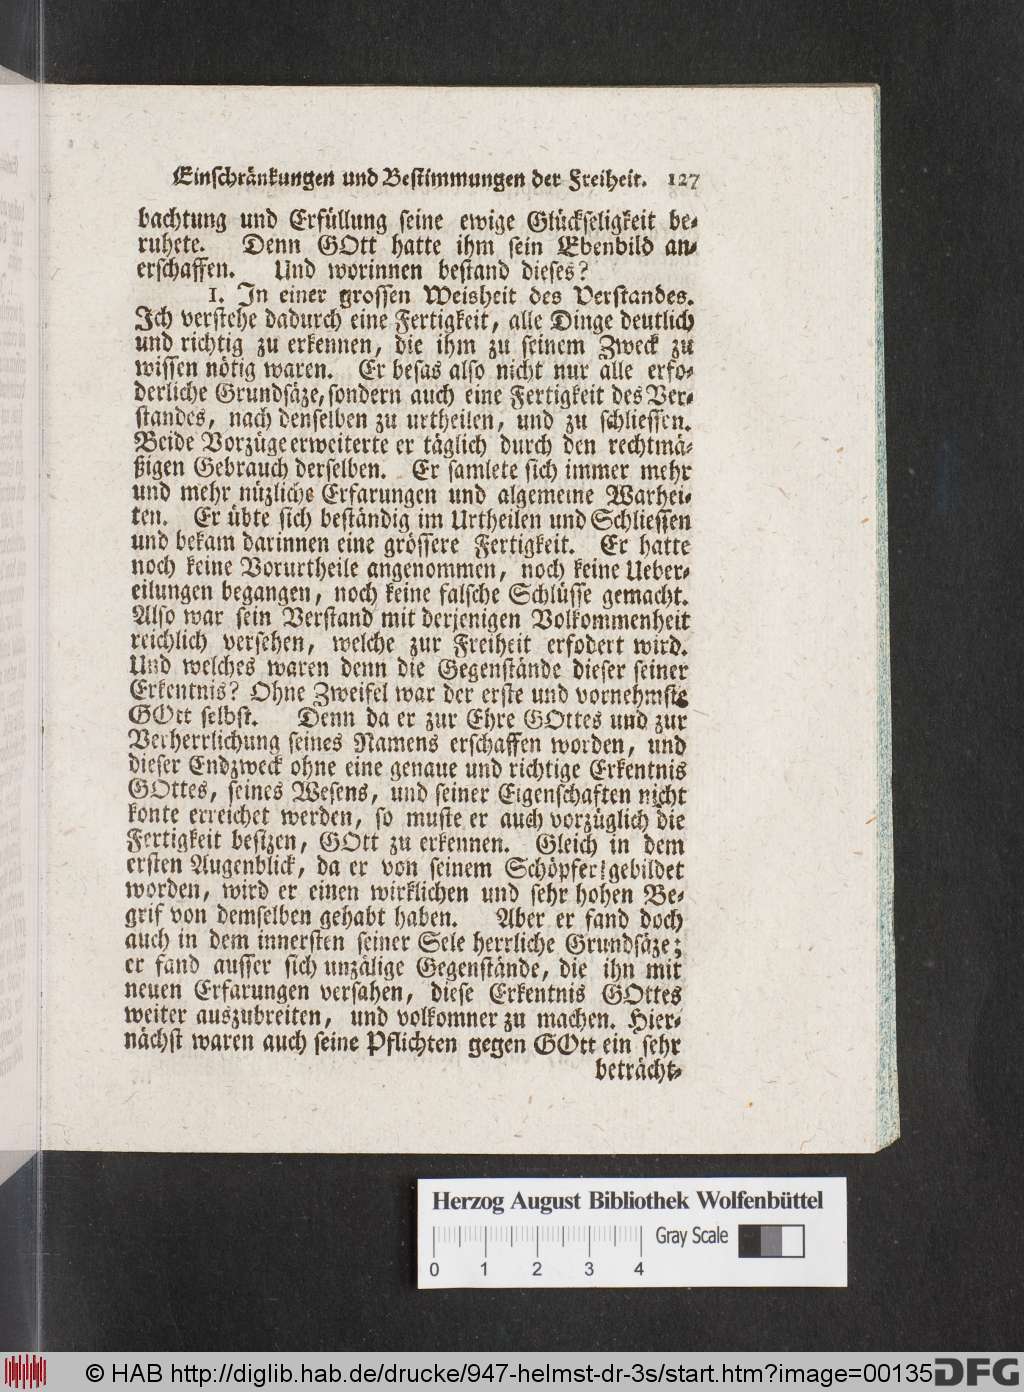 Einschränkungen und Bestimmungen der Freiheit. 127
bachtung und Erfüllung seine ewige Glückseligkeit be-
ruhete. Denn GOtt hatte ihm sein Ebenbild an-
erschaffen. Und worinnen bestand dieses?
1. In einer grossen Weisheit des Verstandes.
Ich verstehe dadurch eine Fertigkeit, alle Dinge deutlich
und richtig zu erkennen, die ihm zu seinem Zweck zu
wissen nötig waren. Er besas also nicht nur alle erfo-
derliche Grundsäze, sondern auch eine Fertigkeit des Ver-
standes, nach denselben zu urtheilen, und zu schliessen.
Beide Vorzüge erweiterte er täglich durch den rechtmä-
ßigen Gebrauch derselben. Er samlete sich immer mehr
und mehr nüzliche Erfarungen und algemeine Warhei-
ten. Er übte sich beständig im Urtheilen und Schliessen
und bekam darinnen eine grössere Fertigkeit. Er hatte
noch keine Vorurtheile angenommen, noch keine Ueber-
eilungen begangen, noch keine falsche Schlüsse gemacht.
Also war sein Verstand mit derjenigen Volkommenheit
reichlich versehen, welche zur Freiheit erfodert wird.
Und welches waren denn die Gegenstände dieser seiner
Erkentnis? Ohne Zweifel war der erste und vornehmste
GOtt selbst. Denn da er zur Ehre GOttes und zur
Verherrlichung seines Namens erschaffen worden, und
dieser Endzweck ohne eine genaue und richtige Erkentnis
GOttes, seines Wesens, und seiner Eigenschaften nicht
konte erreichet werden, so muste er auch vorzüglich die
Fertigkeit besizen, GOtt zu erkennen. Gleich in dem
ersten Augenblick, da er von seinem Schöpfer gebildet
worden, wird er einen wirklichen und sehr hohen Be-
grif von demselben gehabt haben. Aber er fand doch
auch in dem innersten seiner Sele herrliche Grundsäze;
er fand ausser sich unzälige Gegenstände, die ihn mit
neuen Erfarungen versahen, diese Erkentnis GOttes
weiter auszubreiten, und volkomner zu machen. Hier-
nächst waren auch seine Pflichten gegen GOtt ein sehr
beträcht-
Herzog August Bibliothek Wolfenbüttel
Gray Scale
0 1 2 3 4
© HAB http://diglib.hab.de/drucke/947-helmst-dr-3s/start.htm?image=00135
DFG